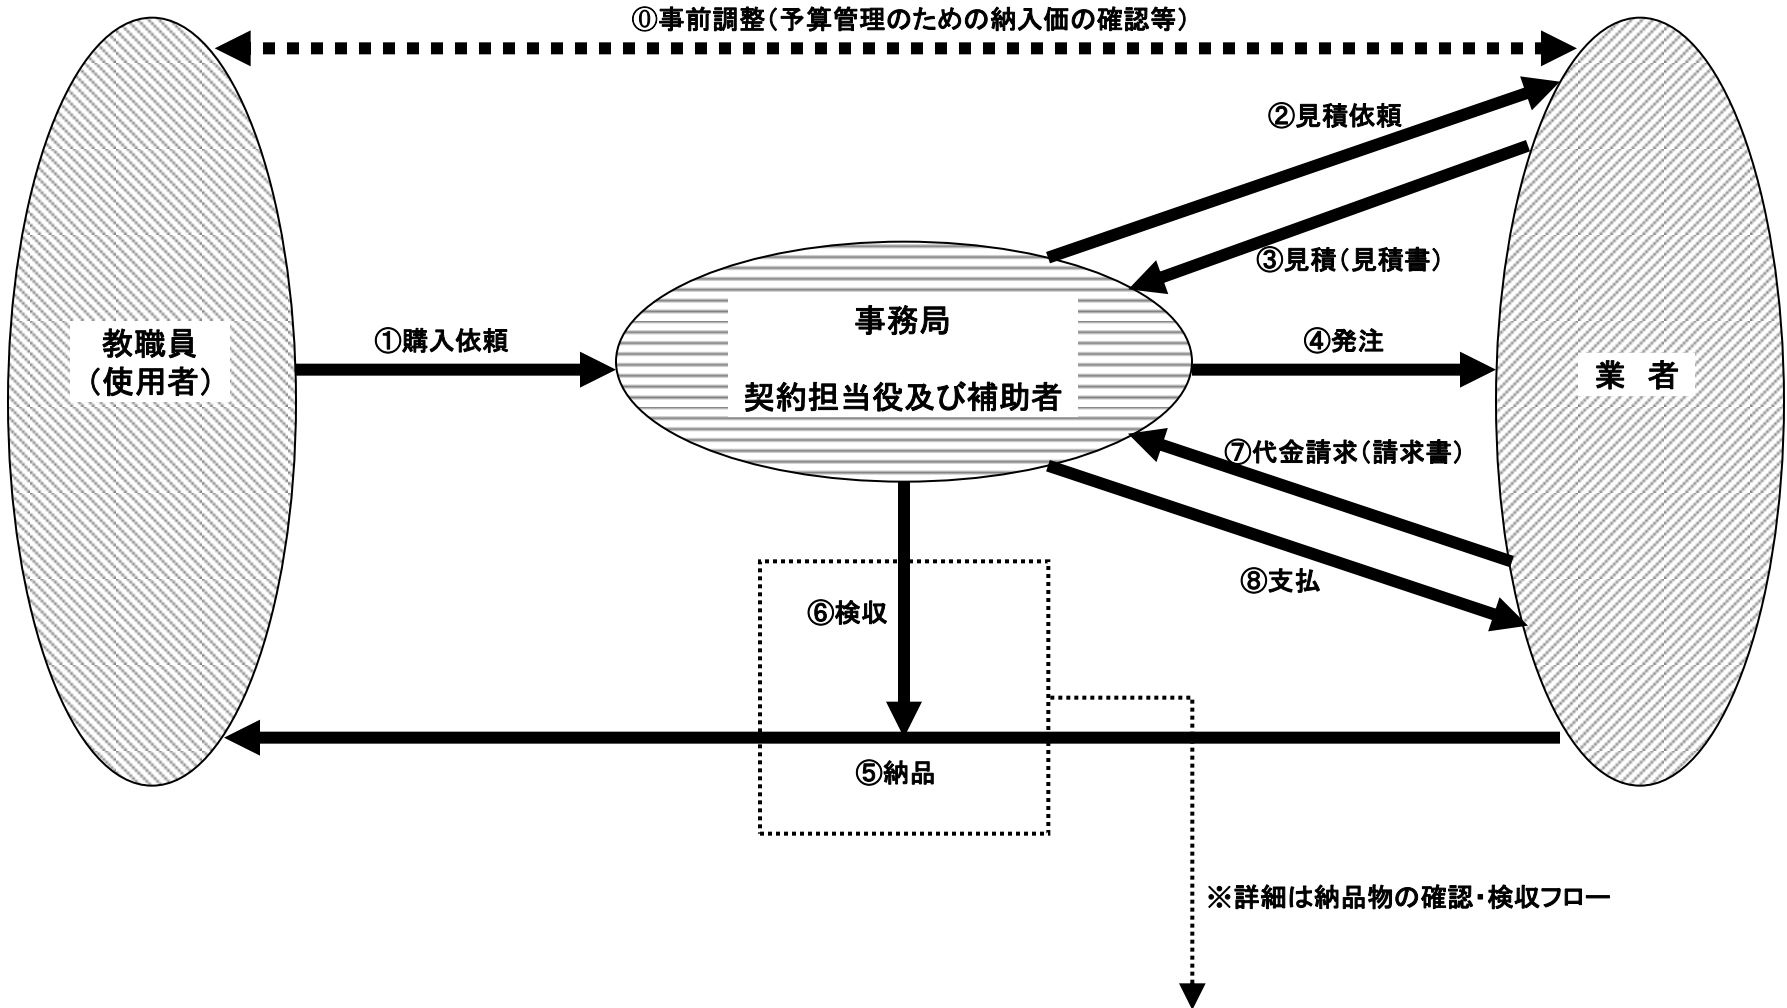 ⓪事前調整（予算管理のための納入価の確認等）
②見積依頼
③見積（見積書）
事務局
教職員
（使用者）
①購入依頼
④発注
業　者
契約担当役及び補助者
⑦代金請求（請求書）
⑧支払
⑥検収
⑤納品
※詳細は納品物の確認・検収フロー